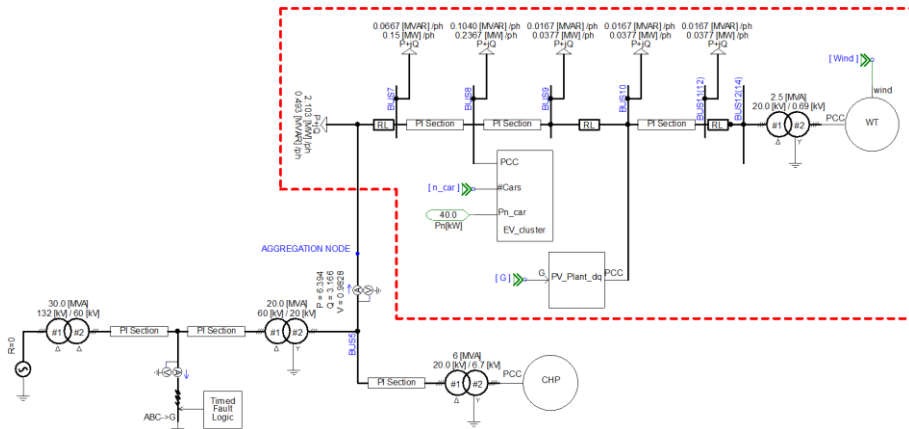 0.0667 [MVAR] /ph
0.15 [MW] /ph
P+jQ
0.1040 [MVAR] /ph
0.2367 [MW] /ph
P+jQ
0.0167 [MVAR] /ph
0.0377 [MW] /ph
P+jQ
0.0167 [MVAR] /ph
0.0377 [MW] /ph
P+jQ
0.0167 [MVAR] /ph
0.0377 [MW] /ph
P+jQ
[ Wind ]
wind
BUS7
BUS8
BUS9
BUS10
BUS11(12)
BUS12(14)
2.5 [MVA]
20.0 [kV] / 0.69 [kV]
#1
#2
Δ
Y
PCC
WT
P+jQ
2.103 [MW] /ph
0.493 [MVAR] /ph
RL
PI Section
PI Section
RL
PI Section
RL
PCC
[ n_car ]
#Cars
40.0
Pn[kW]
Pn_car
EV_cluster
[ G ]
G
PV_Plant_dq
PCC
AGGREGATION NODE
P = 6.394
Q = 3.166
V = 0.9828
A
V
30.0 [MVA]
132 [kV] / 60 [kV]
#1
#2
Δ
Δ
PI Section
PI Section
20.0 [MVA]
60 [kV] / 20 [kV]
#1
#2
Δ
Y
BUS5
R=0
S
V
A
Timed
Fault
Logic
ABC->G
PI Section
6 [MVA]
20.0 [kV] / 6.7 [kV]
#1
#2
Δ
Y
PCC
CHP